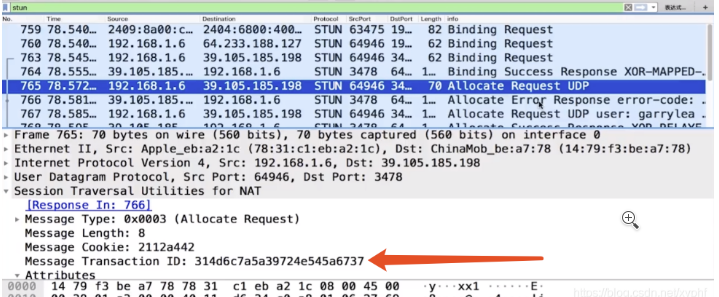 stun
表达式...
No. Time Source Destination Protocol SrcPort DstPort Length info
759 78.540... 2409:8a00:c... 2404:6800:400... STUN 63475 19... 82 Binding Request
760 78.540... 192.168.1.6 64.233.188.127 STUN 64946 19... 62 Binding Request
763 78.545... 192.168.1.6 39.105.185.198 STUN 64946 34... 62 Binding Request
764 78.555... 39.105.185... 192.168.1.6 STUN 3478 64... 1... Binding Success Response XOR-MAPPED-...
765 78.572... 192.168.1.6 39.105.185.198 STUN 64946 34... 70 Allocate Request UDP
766 78.581... 39.105.185... 192.168.1.6 STUN 3478 64... 1... Allocate Error Response error-code: ...
767 78.585... 192.168.1.6 39.105.185.198 STUN 64946 34... 1... Allocate Request UDP user: garrylea
Frame 765: 70 bytes on wire (560 bits), 70 bytes captured (560 bits) on interface 0
Ethernet II, Src: Apple_eb:a2:1c (78:31:c1:eb:a2:1c), Dst: ChinaMob_be:a7:78 (14:79:f3:be:a7:78)
Internet Protocol Version 4, Src: 192.168.1.6, Dst: 39.105.185.198
User Datagram Protocol, Src Port: 64946, Dst Port: 3478
Session Traversal Utilities for NAT
[Response In: 766]
Message Type: 0x0003 (Allocate Request)
Message Length: 8
Message Cookie: 2112a442
Message Transaction ID: 314d6c7a5a39724e545a6737
Attributes
0000 14 79 f3 be a7 78 78 31 c1 eb a2 1c 08 00 45 00 ·y···xx1 ······E·